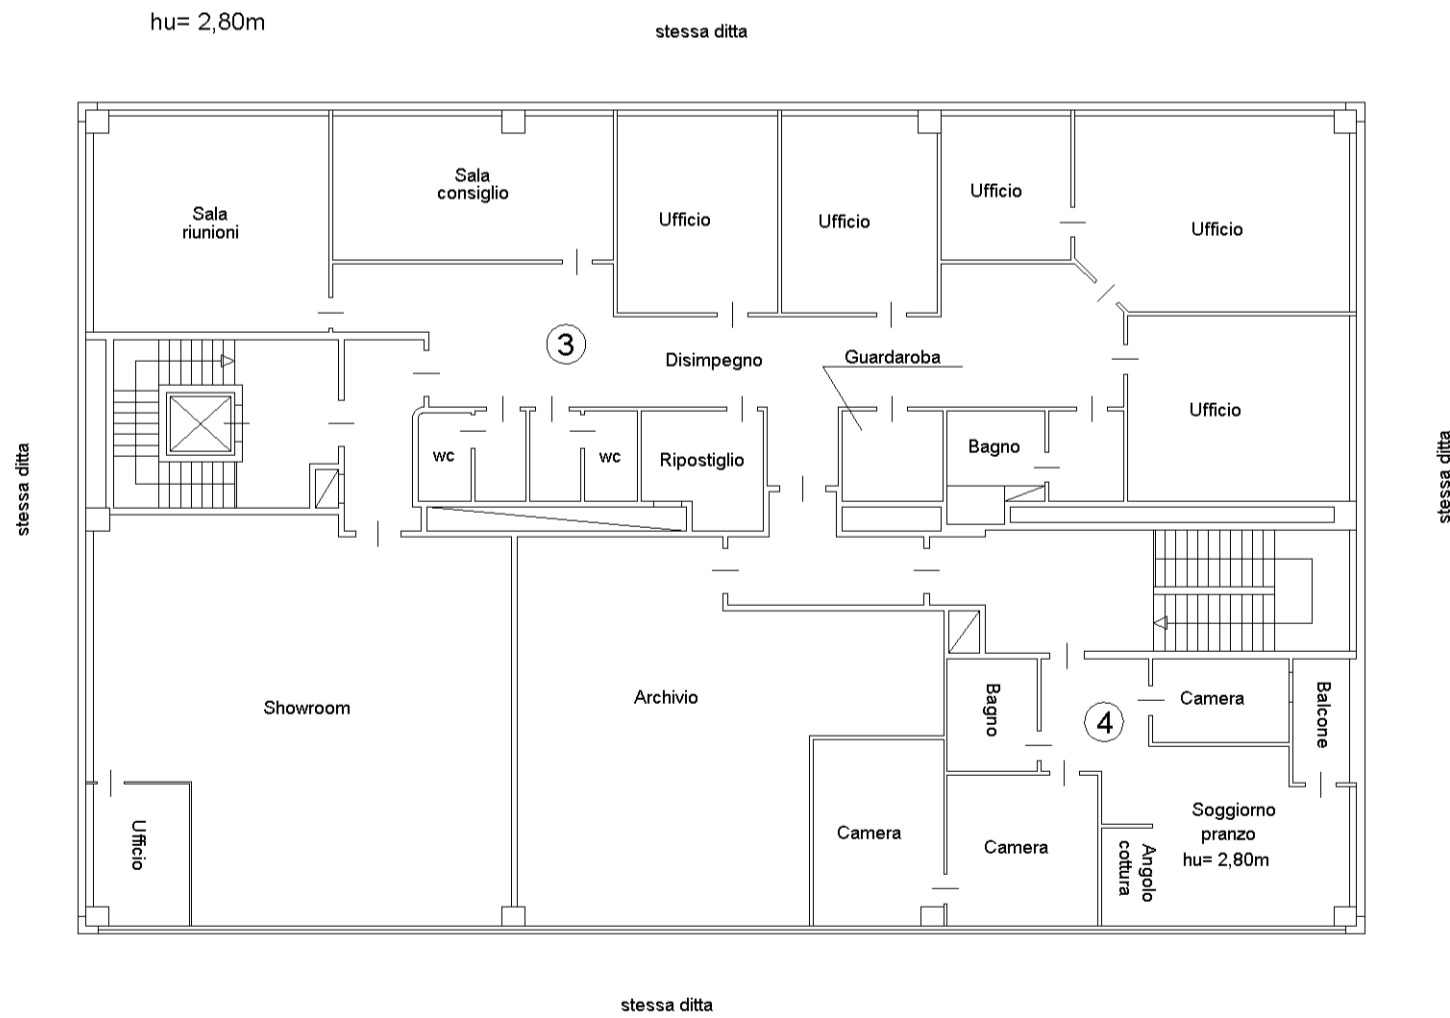 hu= 2,80m
stessa ditta
Sala
riunioni
Sala
consiglio
Ufficio
Ufficio
Ufficio
Ufficio
3
Disimpegno
Guardaroba
Ufficio
wc
wc
Ripostiglio
Bagno
stessa ditta
stessa ditta
Showroom
Archivio
Bagno
4
Camera
Balcone
Ufficio
Camera
Camera
Soggiorno
pranzo
hu= 2,80m
Angolo
cottura
stessa ditta